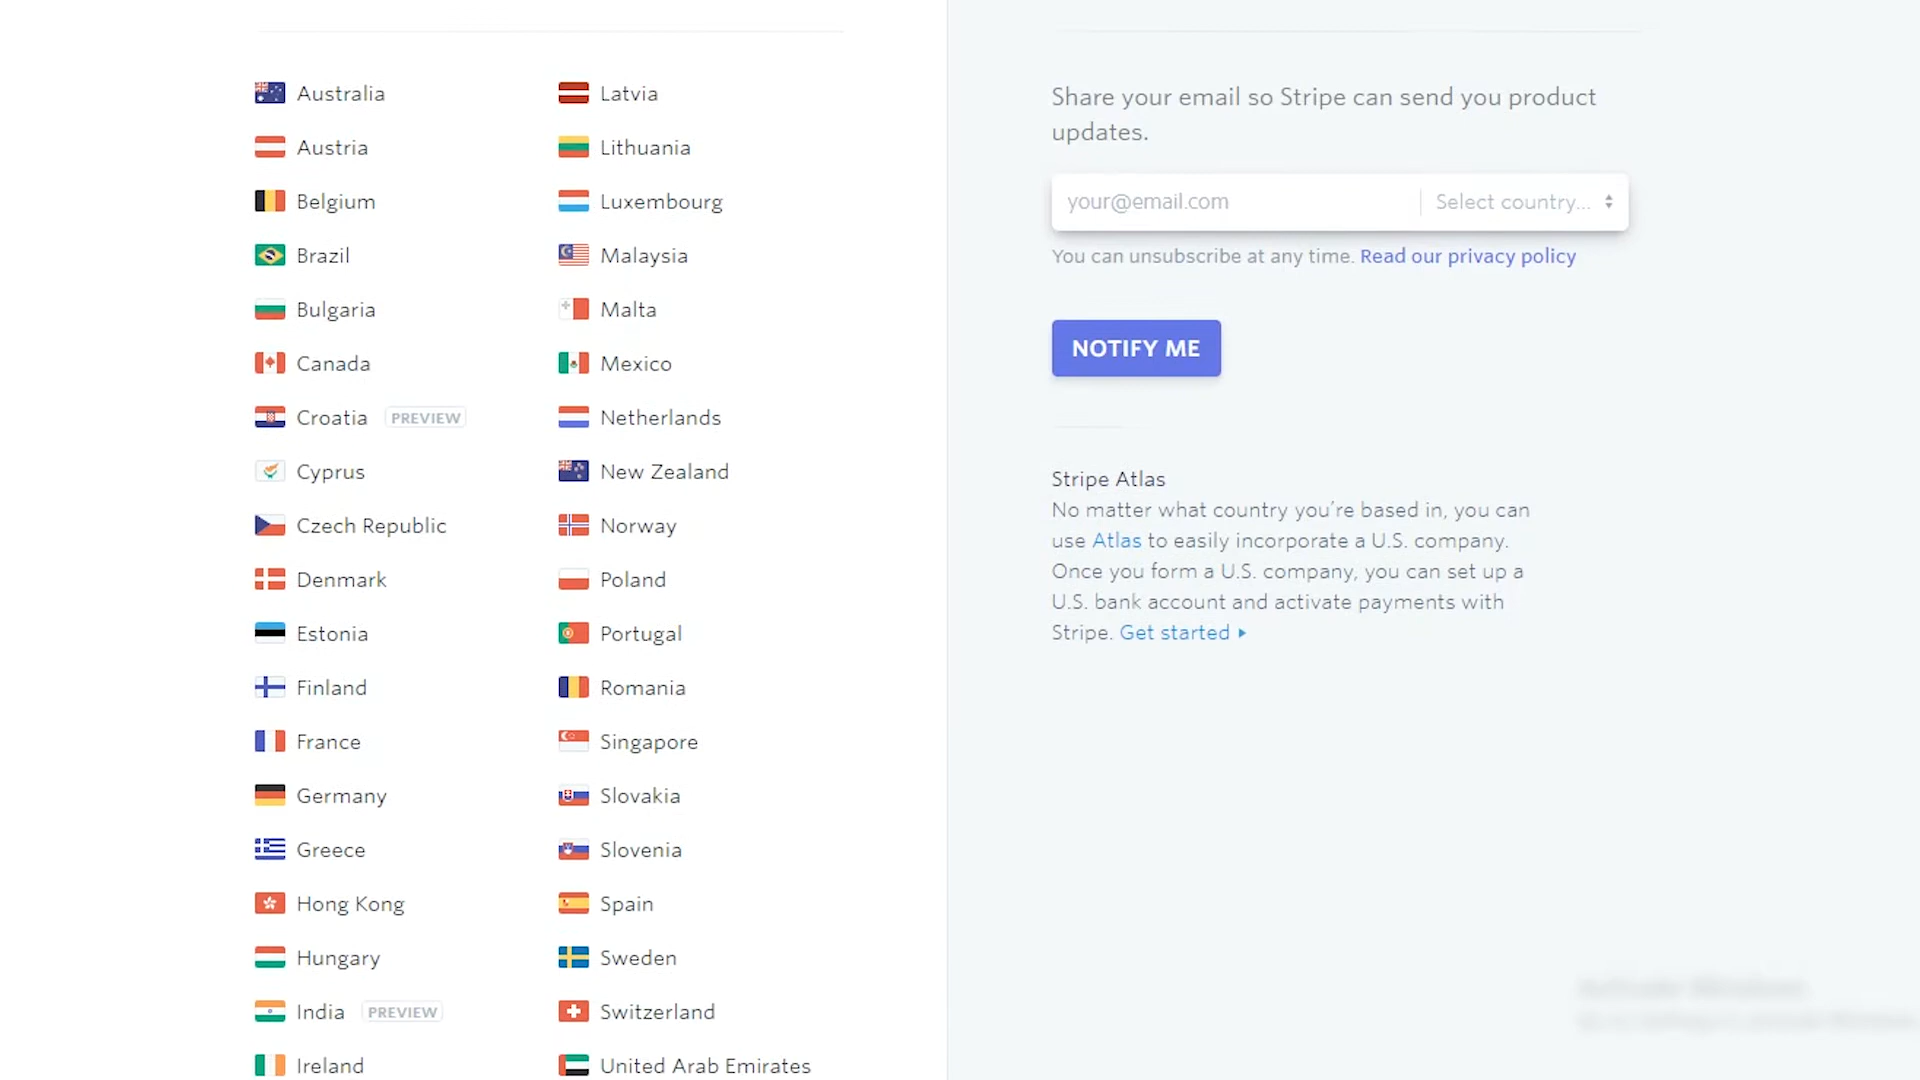 Australia
Austria
Belgium
Brazil
Bulgaria
Canada
Croatia PREVIEW
Cyprus
Czech Republic
Denmark
Estonia
Finland
France
Germany
Greece
Hong Kong
Hungary
India PREVIEW
Ireland
Latvia
Lithuania
Luxembourg
Malaysia
Malta
Mexico
Netherlands
New Zealand
Norway
Poland
Portugal
Romania
Singapore
Slovakia
Slovenia
Spain
Sweden
Switzerland
United Arab Emirates
Share your email so Stripe can send you product
updates.
your@email.com Select country...
You can unsubscribe at any time. Read our privacy policy
NOTIFY ME
Stripe Atlas
No matter what country you’re based in, you can
use Atlas to easily incorporate a U.S. company.
Once you form a U.S. company, you can set up a
U.S. bank account and activate payments with
Stripe. Get started